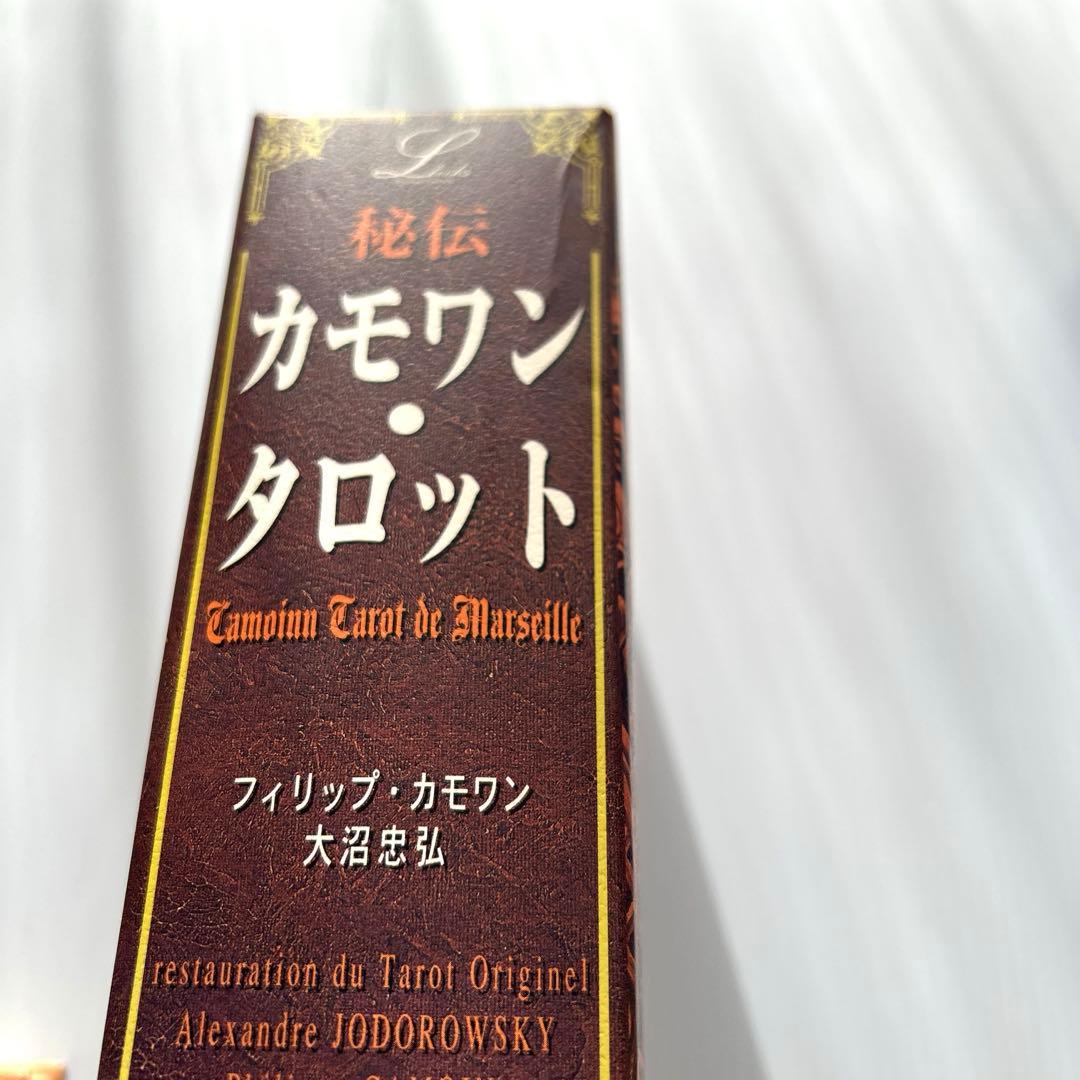 秘伝
カモワン
・
タロット
Camoinn Tarot de Marseille
フィリップ・カモワン
大沼忠弘
restauration du Tarot Originel
Alexandre JODOROWSKY